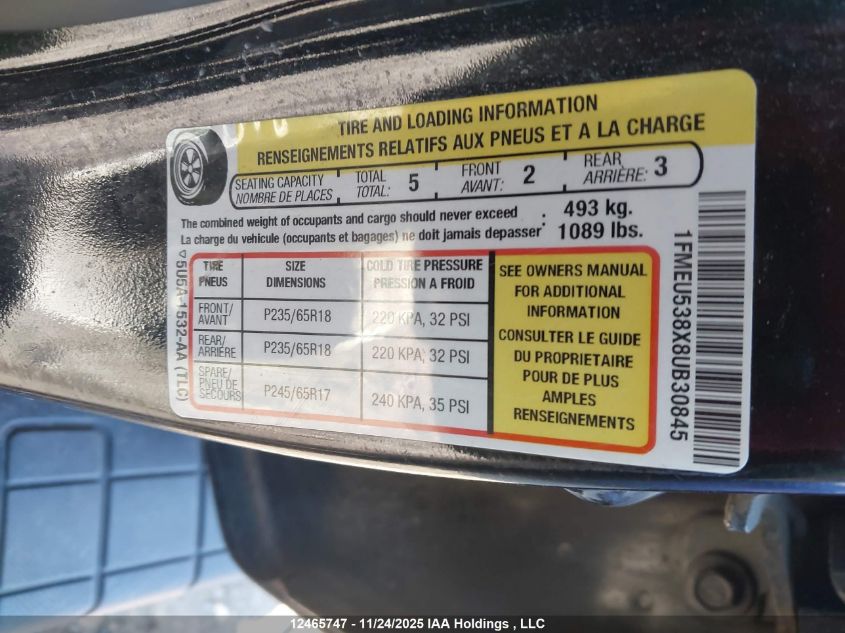 TIRE AND LOADING INFORMATION
RENSEIGNEMENTS RELATIFS AUX PNEUS ET A LA CHARGE
SEATING CAPACITY TOTAL 5 FRONT 2 REAR 3
NOMBRE DE PLACES TOTAL: AVANT: ARRIÈRE:
The combined weight of occupants and cargo should never exceed : 493 kg.
La charge du vehicule (occupants et bagages) ne doit jamais depasser 1089 lbs.
TIRE SIZE COLD TIRE PRESSURE
PNEUS DIMENSIONS PRESSION A FROID
FRONT/
AVANT P235/65R18 220 KPA, 32 PSI
REAR/
ARRIÈRE P235/65R18 220 KPA, 32 PSI
SPARE/
PNEU DE
SECOURS P245/65R17 240 KPA, 35 PSI
SEE OWNERS MANUAL
FOR ADDITIONAL
INFORMATION
CONSULTER LE GUIDE
DU PROPRIETAIRE
POUR DE PLUS
AMPLES
RENSEIGNEMENTS
5U5A-1532-AA (TLC)
1FMEU538X8UB30845
12465747 - 11/24/2025 IAA Holdings , LLC